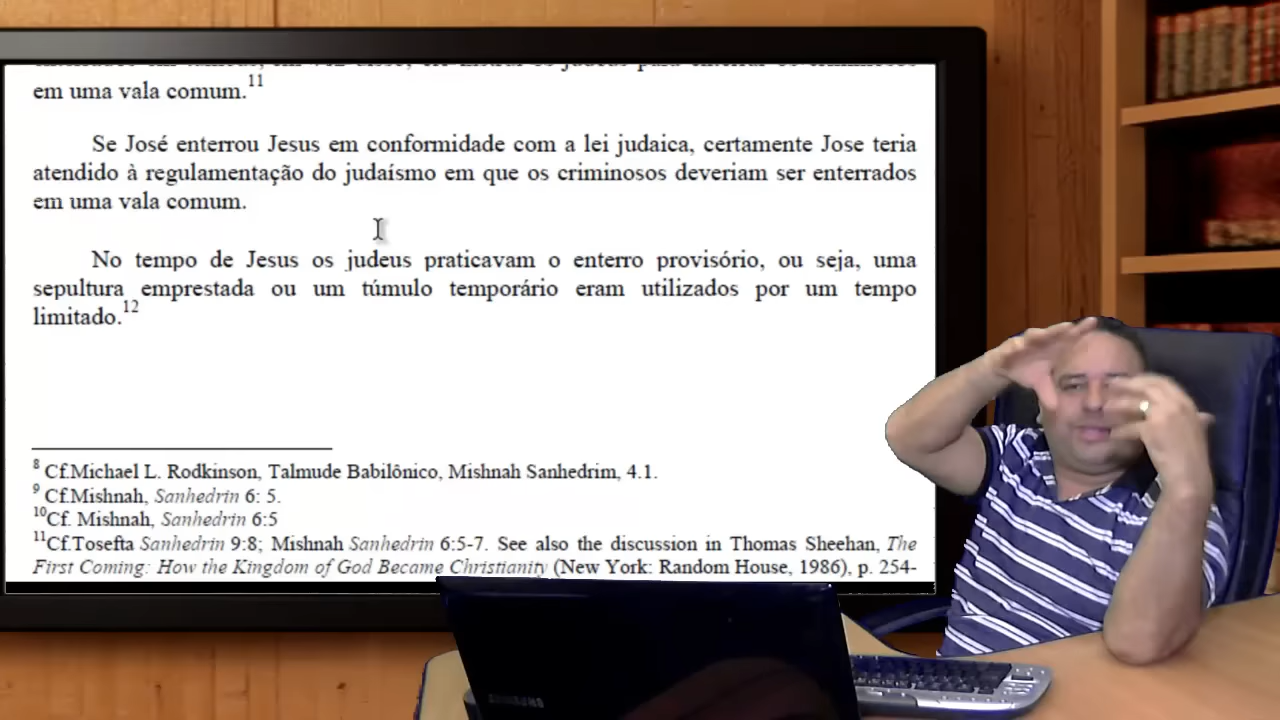 em uma vala comum.11
Se José enterrou Jesus em conformidade com a lei judaica, certamente Jose teria
atendido à regulamentação do judaísmo em que os criminosos deveriam ser enterrados
em uma vala comum.
No tempo de Jesus os judeus praticavam o enterro provisório, ou seja, uma
sepultura emprestada ou um túmulo temporário eram utilizados por um tempo
limitado.12
8 Cf.Michael L. Rodkinson, Talmude Babilônico, Mishnah Sanhedrim, 4.1.
9 Cf.Mishnah, Sanhedrin 6: 5.
10Cf. Mishnah, Sanhedrin 6:5
11Cf.Tosefta Sanhedrin 9:8; Mishnah Sanhedrin 6:5-7. See also the discussion in Thomas Sheehan, The
First Coming: How the Kingdom of God Became Christianity (New York: Random House, 1986), p. 254-
SAMSUNG